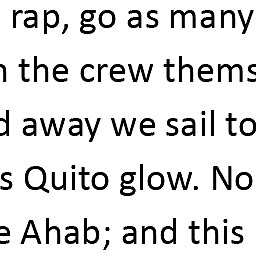 rap, go as many
the crew thems
away we sail to
s Quito glow. No
e Ahab; and this